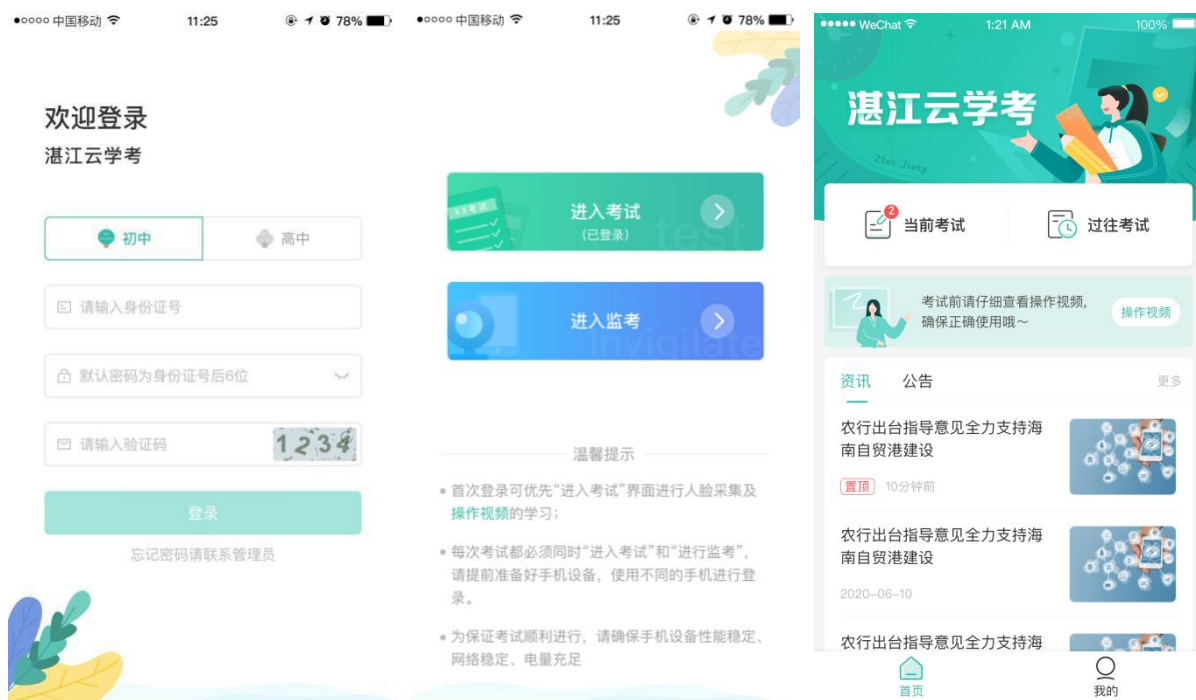 中国移动
11:25
78%
欢迎登录
湛江云学考
初中
高中
请输入身份证号
默认密码为身份证号后6位
请输入验证码
1234
登录
忘记密码请联系管理员
中国移动
11:25
78%
XX考试
进入考试
(已登录)
test
进入监考
invigilate
温馨提示
首次登录可优先“进入考试”界面进行人脸采集及
操作视频的学习；
每次考试都必须同时“进入考试”和“进行监考”，
请提前准备好手机设备，使用不同的手机进行登
录。
为保证考试顺利进行，请确保手机设备性能稳定、
网络稳定、电量充足
WeChat
1:21 AM
100%
湛江云学考
Zhan Jiang
2
当前考试
过往考试
考试前请仔细查看操作视频，
确保正确使用哦～
操作视频
资讯
公告
更多
农行出台指导意见全力支持海
南自贸港建设
置顶
10分钟前
农行出台指导意见全力支持海
南自贸港建设
2020-06-10
农行出台指导意见全力支持海
首页
我的